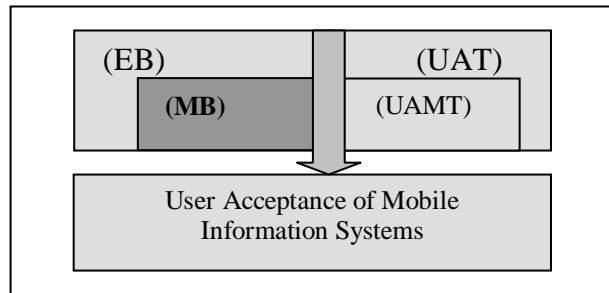 (EB) (UAT)
(MB) (UAMT)
User Acceptance of Mobile
Information Systems